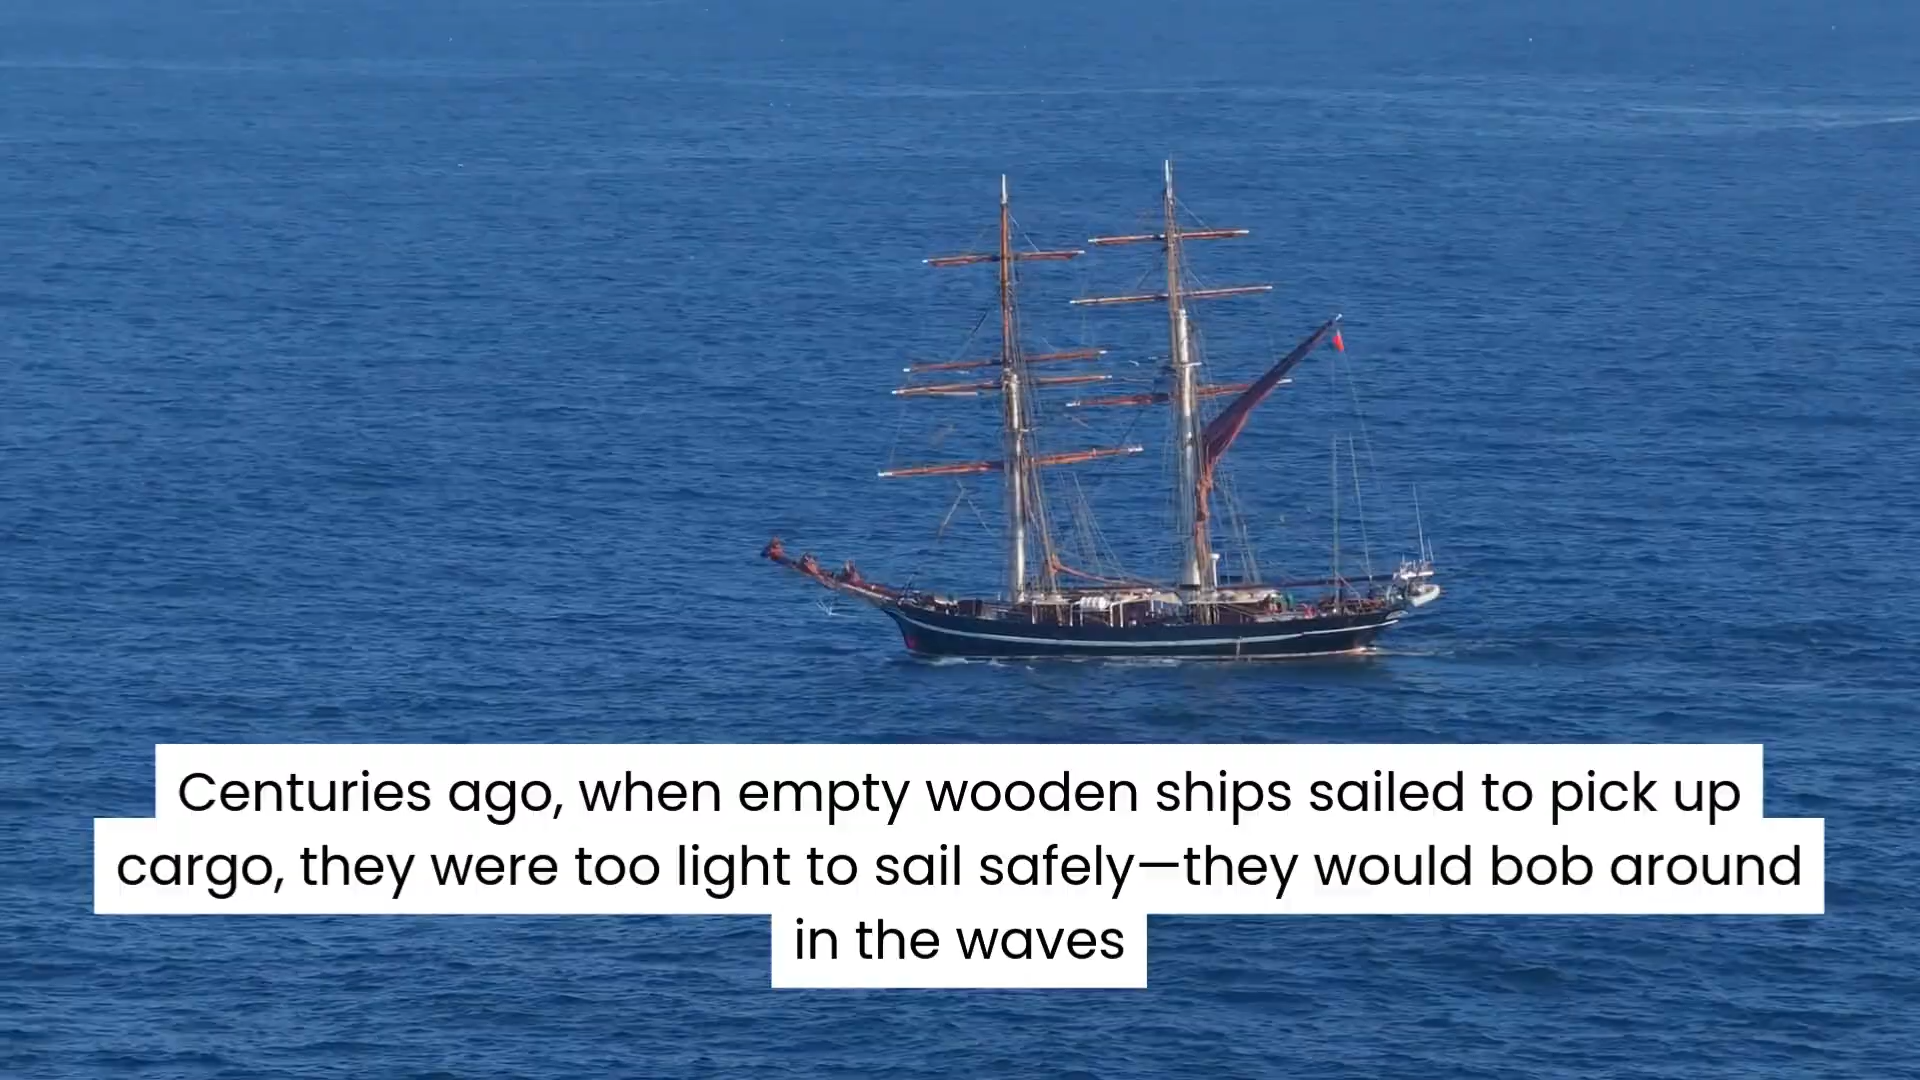 Centuries ago, when empty wooden ships sailed to pick up
cargo, they were too light to sail safely—they would bob around
in the waves